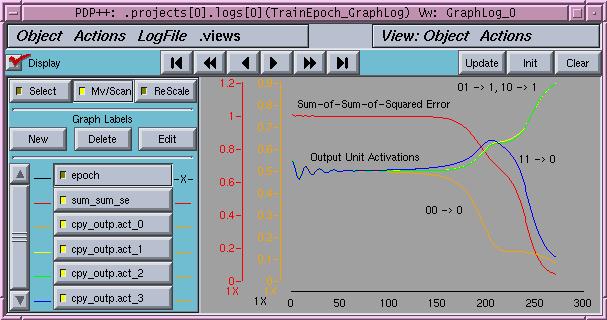 PDP++: .projects[0].logs[0](TrainEpoch_GraphLog) Vw: GraphLog_0
Object Actions LogFile .views
View: Object Actions
Display
Update Init Clear
Select Mv/Scan ReScale
Graph Labels
New Delete Edit
epoch -X-
sum_sum_se
cpy_outp.act_0
cpy_outp.act_1
cpy_outp.act_2
cpy_outp.act_3
1.2
1-
0.8-
0.6-
0.4-
0.2-
0-
1X
0.9-
0.8-
0.7-
0.6-
0.5-
0.4-
0.3-
0.2-
0.1-
0-
1X
01 -> 1, 10 -> 1
Sum-of-Sum-of-Squared Error
Output Unit Activations
11 -> 0
00 -> 0
1X
0 50 100 150 200 250 300